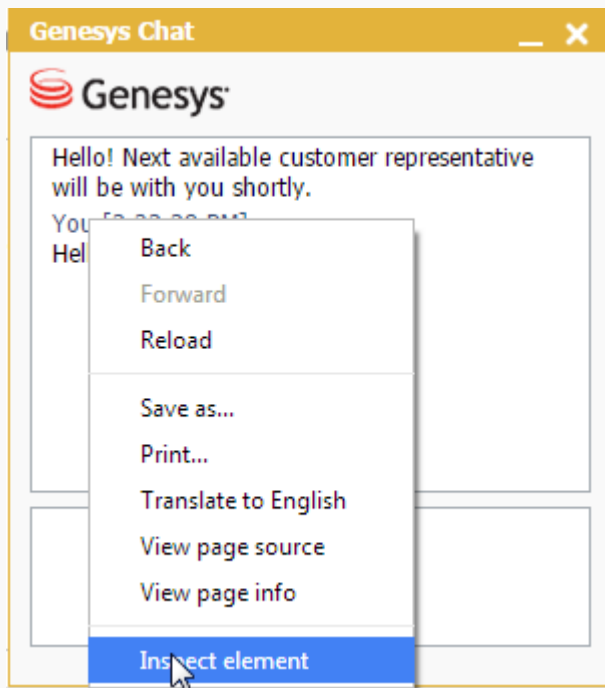 Genesys Chat
Genesys
Hello! Next available customer representative
will be with you shortly.
You
Hel
Back
Forward
Reload
Save as...
Print...
Translate to English
View page source
View page info
Inspect element